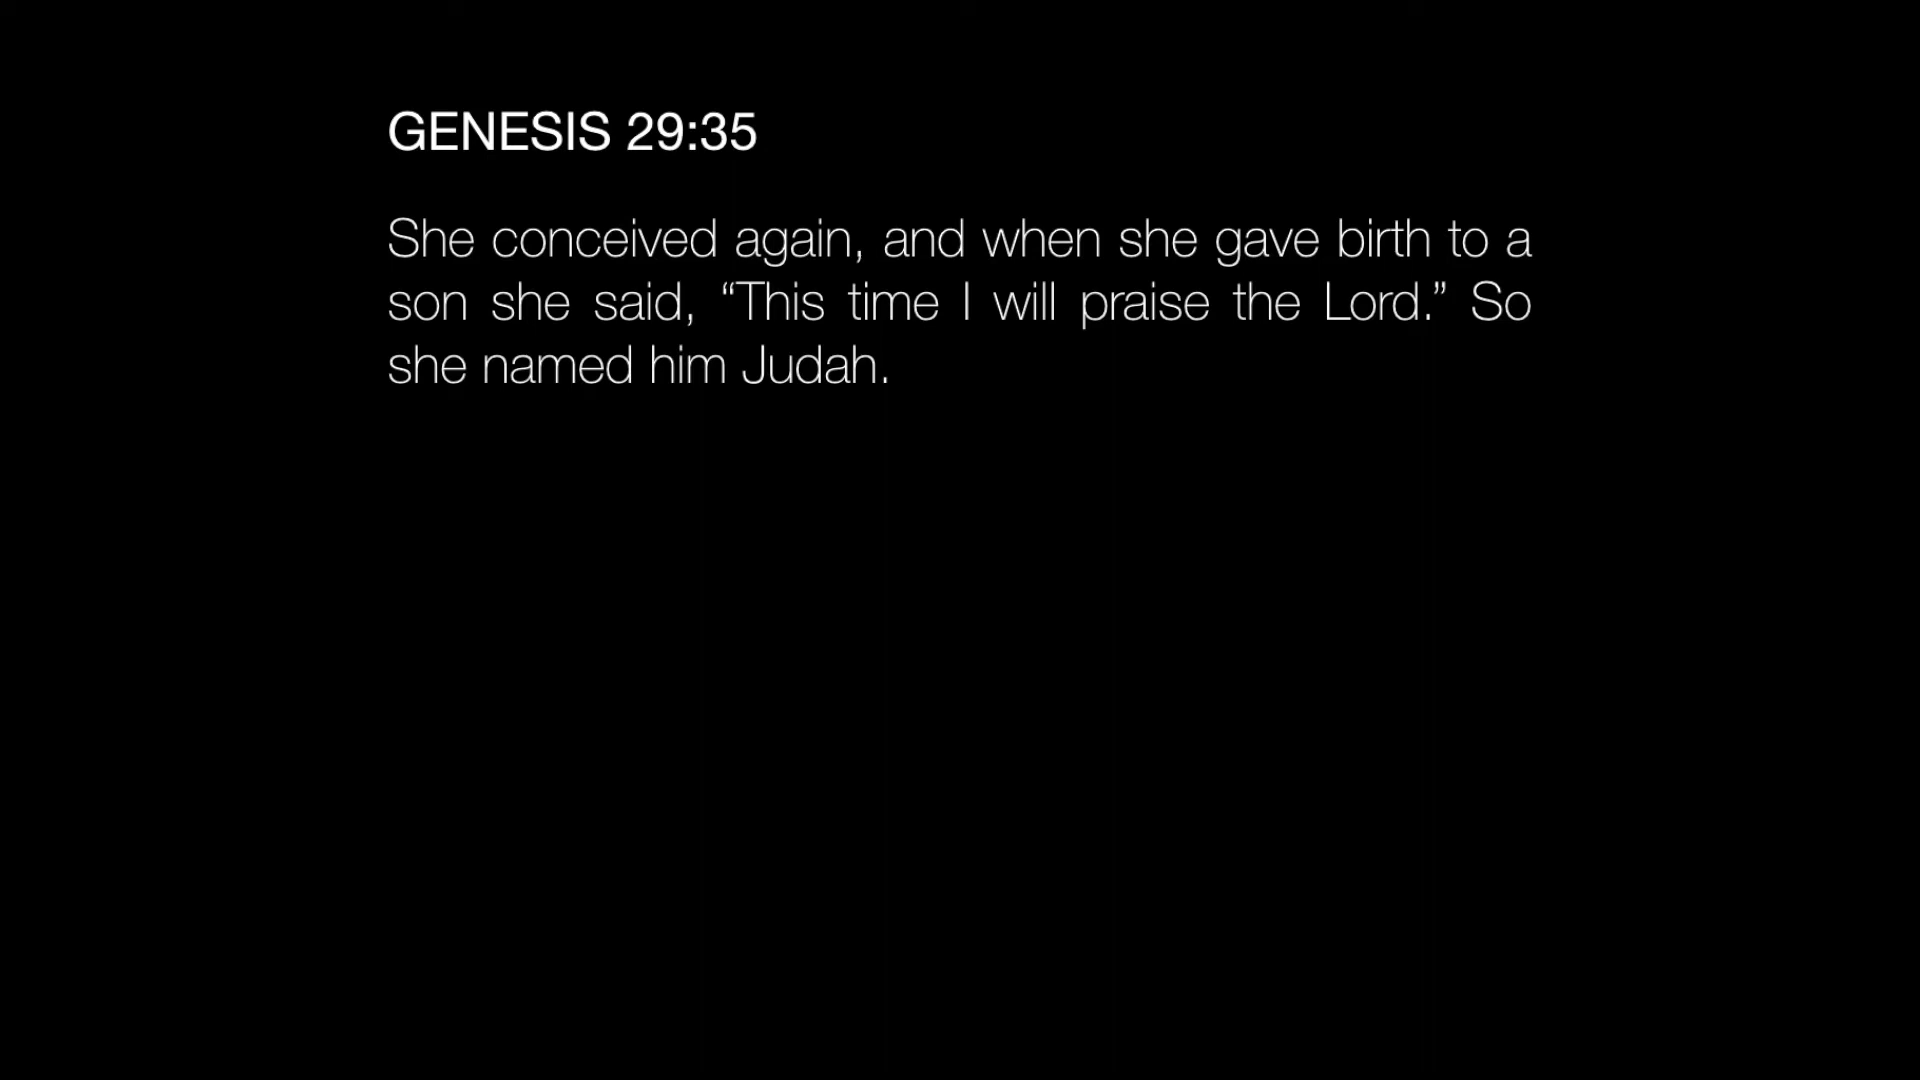 GENESIS 29:35
She conceived again, and when she gave birth to a
son she said, “This time I will praise the Lord.” So
she named him Judah.